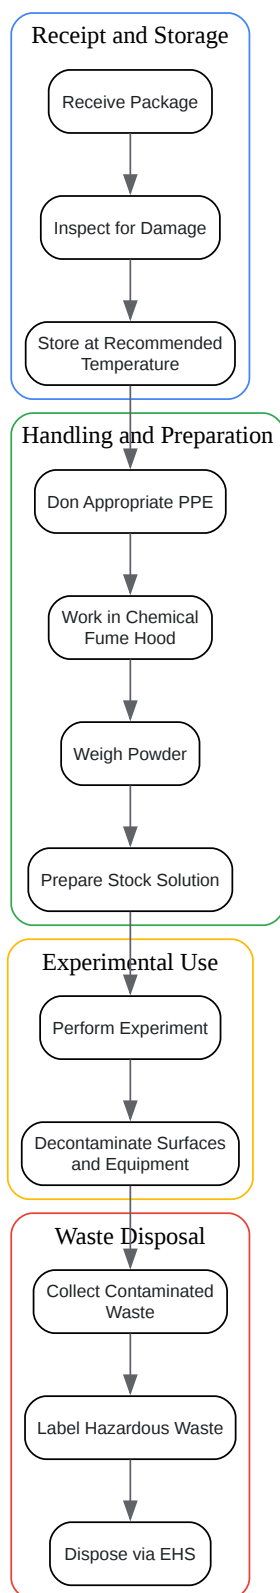 Receipt and Storage
Receive Package
Inspect for Damage
Store at Recommended
Temperature
Handling and Preparation
Don Appropriate PPE
Work in Chemical
Fume Hood
Weigh Powder
Prepare Stock Solution
Experimental Use
Perform Experiment
Decontaminate Surfaces
and Equipment
Waste Disposal
Collect Contaminated
Waste
Label Hazardous Waste
Dispose via EHS